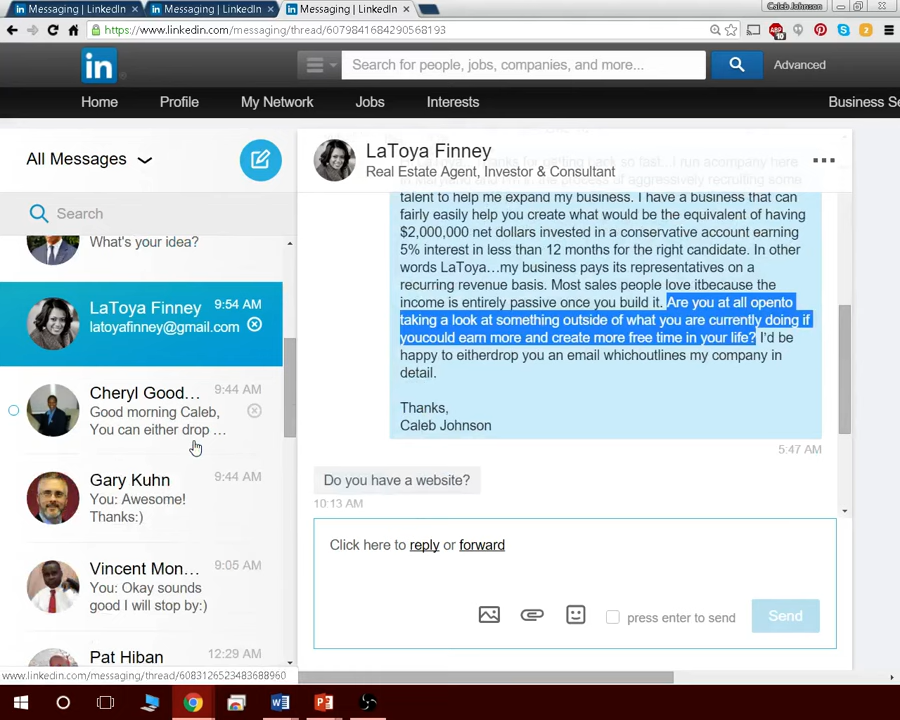 Messaging | LinkedIn
Messaging | LinkedIn
Messaging | LinkedIn
Caleb Johnson
https://www.linkedin.com/messaging/thread/6079841684290568193
in
Search for people, jobs, companies, and more...
Advanced
Home
Profile
My Network
Jobs
Interests
Business Se
All Messages
Search
What's your idea?
LaToya Finney
9:54 AM
latoyafinney@gmail.com
Cheryl Good...
9:44 AM
Good morning Caleb,
You can either drop ...
Gary Kuhn
9:44 AM
You: Awesome!
Thanks:)
Vincent Mon...
9:05 AM
You: Okay sounds
good I will stop by:)
Pat Hiban
12:29 AM
www.linkedin.com/messaging/thread/6083126523483688960
LaToya Finney
Real Estate Agent, Investor & Consultant
talent to help me expand my business. I have a business that can
fairly easily help you create what would be the equivalent of having
$2,000,000 net dollars invested in a conservative account earning
5% interest in less than 12 months for the right candidate. In other
words LaToya...my business pays its representatives on a
recurring revenue basis. Most sales people love itbecause the
income is entirely passive once you build it. Are you at all opento
taking a look at something outside of what you are currently doing if
youcould earn more and create more free time in your life? I'd be
happy to eitherdrop you an email whichoutlines my company in
detail.
Thanks,
Caleb Johnson
5:47 AM
Do you have a website?
10:13 AM
Click here to reply or forward
press enter to send
Send